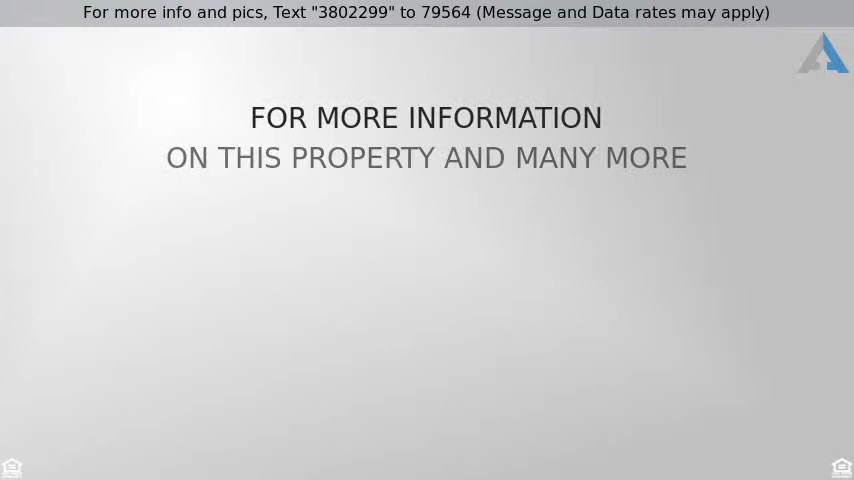 For more info and pics, Text "3802299" to 79564 (Message and Data rates may apply)
FOR MORE INFORMATION
ON THIS PROPERTY AND MANY MORE